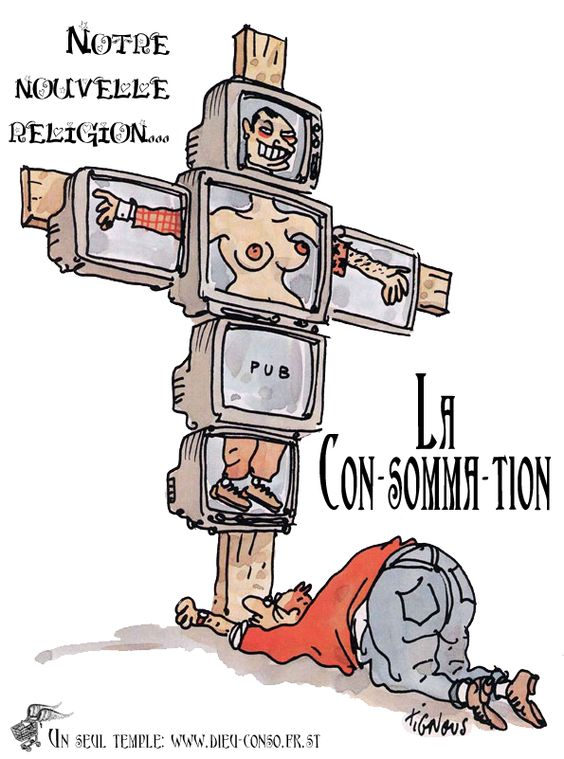 Notre
nouvelle
religion...
PUB
La
Con-somma-tion
TIGNOUS
Un seul temple: www.dieu-conso.fr.st